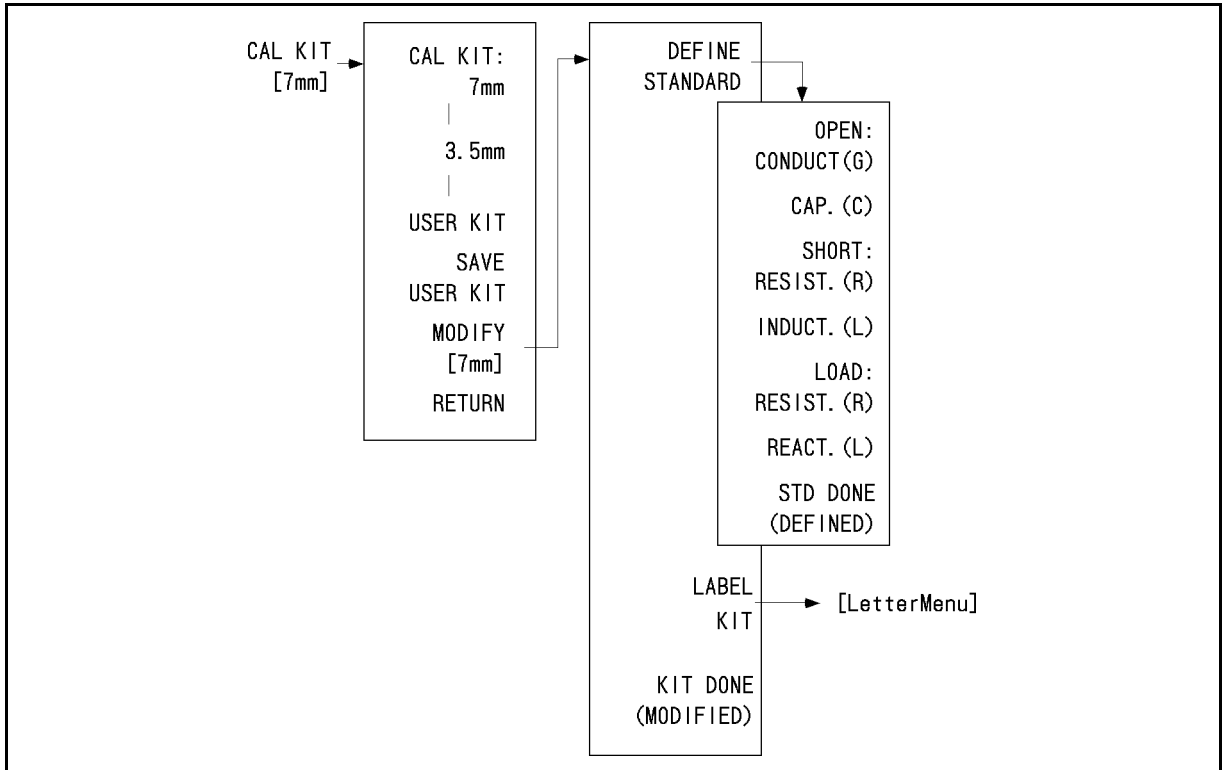 CAL KIT
[7mm]
CAL KIT:
7mm
3.5mm
USER KIT
SAVE
USER KIT
MODIFY
[7mm]
RETURN
DEFINE
STANDARD
OPEN:
CONDUCT(G)
CAP.(C)
SHORT:
RESIST.(R)
INDUCT.(L)
LOAD:
RESIST.(R)
REACT.(L)
STD DONE
(DEFINED)
LABEL
KIT
[LetterMenu]
KIT DONE
(MODIFIED)